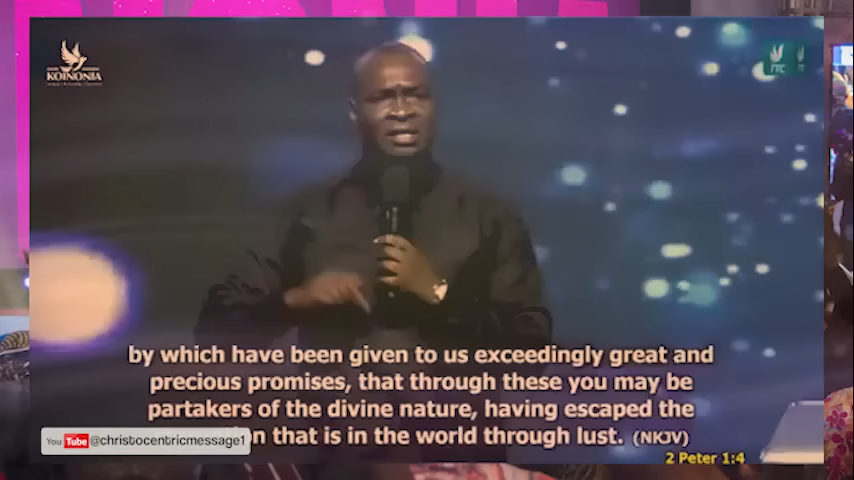 KOINONIA
by which have been given to us exceedingly great and
precious promises, that through these you may be
partakers of the divine nature, having escaped the
that is in the world through lust. (NKJV)
2 Peter 1:4
You Tube @christocentricmessage1